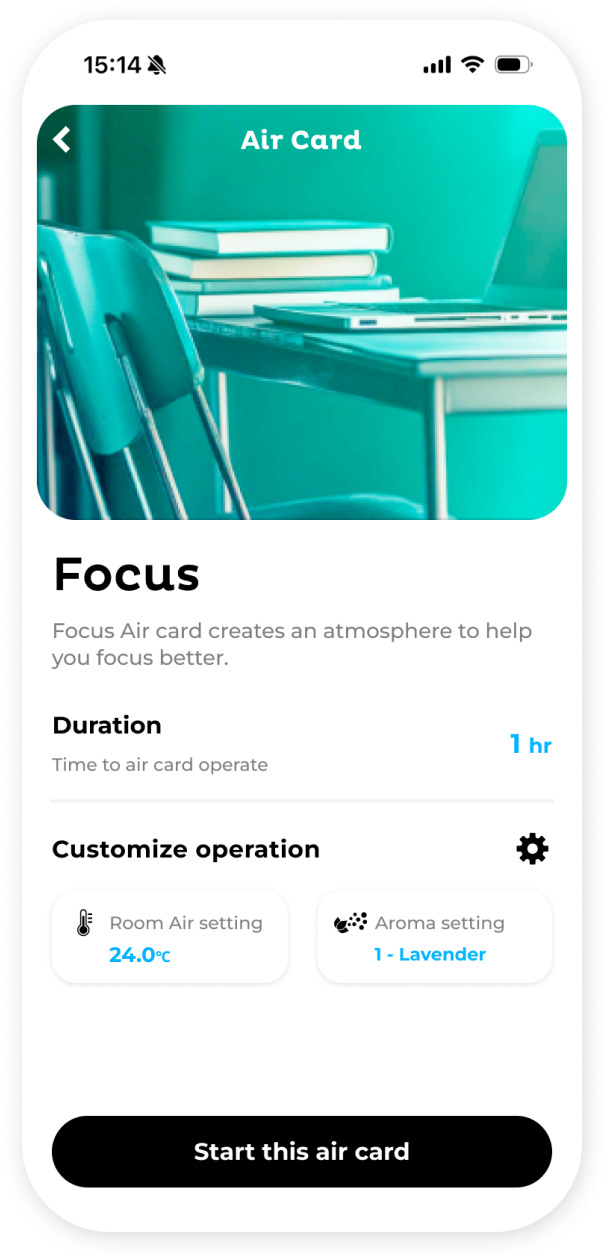 15:14
Air Card
Focus
Focus Air card creates an atmosphere to help
you focus better.
Duration
1 hr
Time to air card operate
Customize operation
Room Air setting
24.0°C
Aroma setting
1 - Lavender
Start this air card